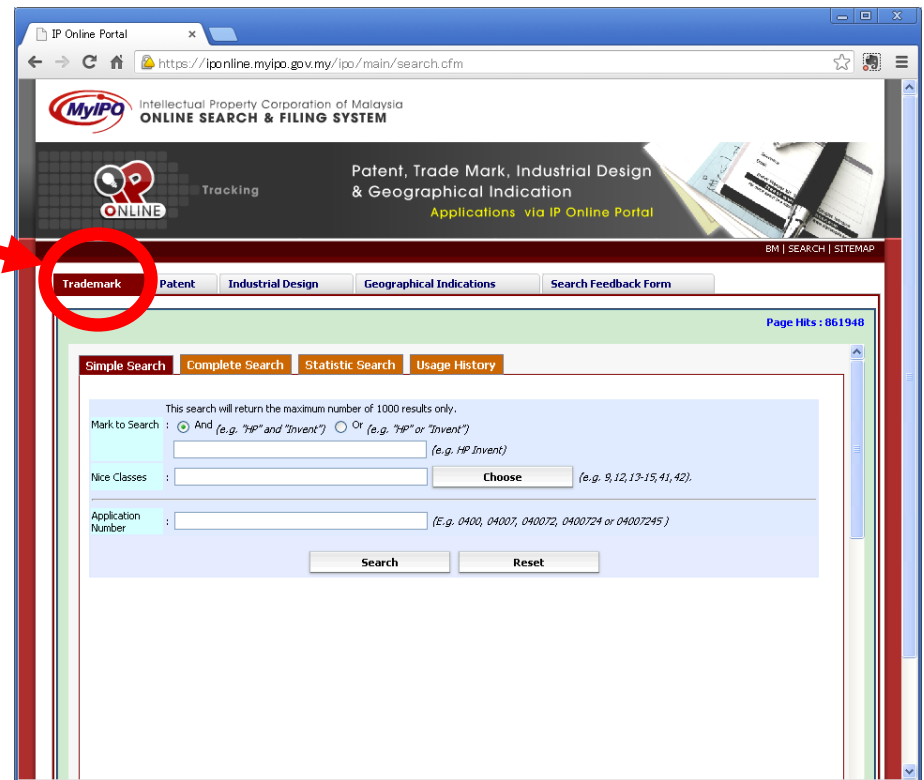 IP Online Portal
https://iponline.myipo.gov.my/ipo/main/search.cfm
MyIPO
Intellectual Property Corporation of Malaysia
ONLINE SEARCH & FILING SYSTEM
IP
ONLINE
Tracking
Patent, Trade Mark, Industrial Design
& Geographical Indication
Applications via IP Online Portal
BM | SEARCH | SITEMAP
Trademark Patent Industrial Design Geographical Indications Search Feedback Form
Page Hits : 861948
Simple Search Complete Search Statistic Search Usage History
This search will return the maximum number of 1000 results only.
Mark to Search : And (e.g. "HP" and "Invent") Or (e.g. "HP" or "Invent")
(e.g. HP Invent)
Nice Classes : Choose (e.g. 9,12,13-15,41,42).
Application
Number : (E.g. 0400, 04007, 040072, 0400724 or 04007245 )
Search Reset